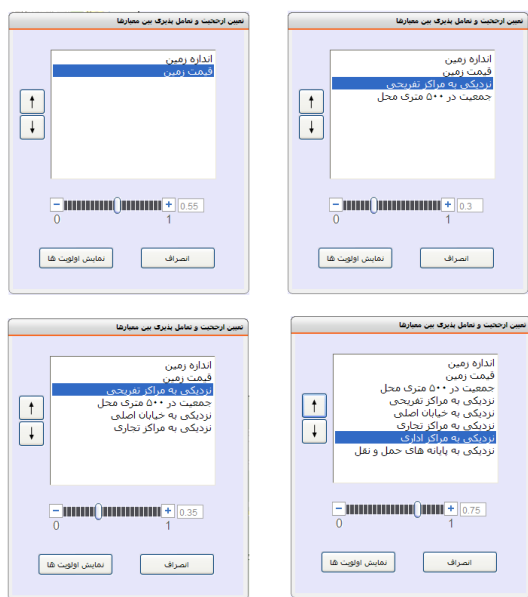 تعیین ارجحیت و تعامل پذیری بین معیارها
اندازه زمین
قیمت زمین
↑
↓
- + 0.55
0 1
نمایش اولویت ها انصراف
تعیین ارجحیت و تعامل پذیری بین معیارها
اندازه زمین
قیمت زمین
نزدیکی به مراکز تفریحی
جمعیت در ۵۰۰ متری محل
↑
↓
- + 0.3
0 1
نمایش اولویت ها انصراف
تعیین ارجحیت و تعامل پذیری بین معیارها
اندازه زمین
قیمت زمین
نزدیکی به مراکز تفریحی
جمعیت در ۵۰۰ متری محل
نزدیکی به خیابان اصلی
نزدیکی به مراکز تجاری
↑
↓
- + 0.35
0 1
نمایش اولویت ها انصراف
تعیین ارجحیت و تعامل پذیری بین معیارها
اندازه زمین
قیمت زمین
جمعیت در ۵۰۰ متری محل
نزدیکی به مراکز تفریحی
نزدیکی به خیابان اصلی
نزدیکی به مراکز تجاری
نزدیکی به مراکز اداری
نزدیکی به پایانه های حمل و نقل
↑
↓
- + 0.75
0 1
نمایش اولویت ها انصراف